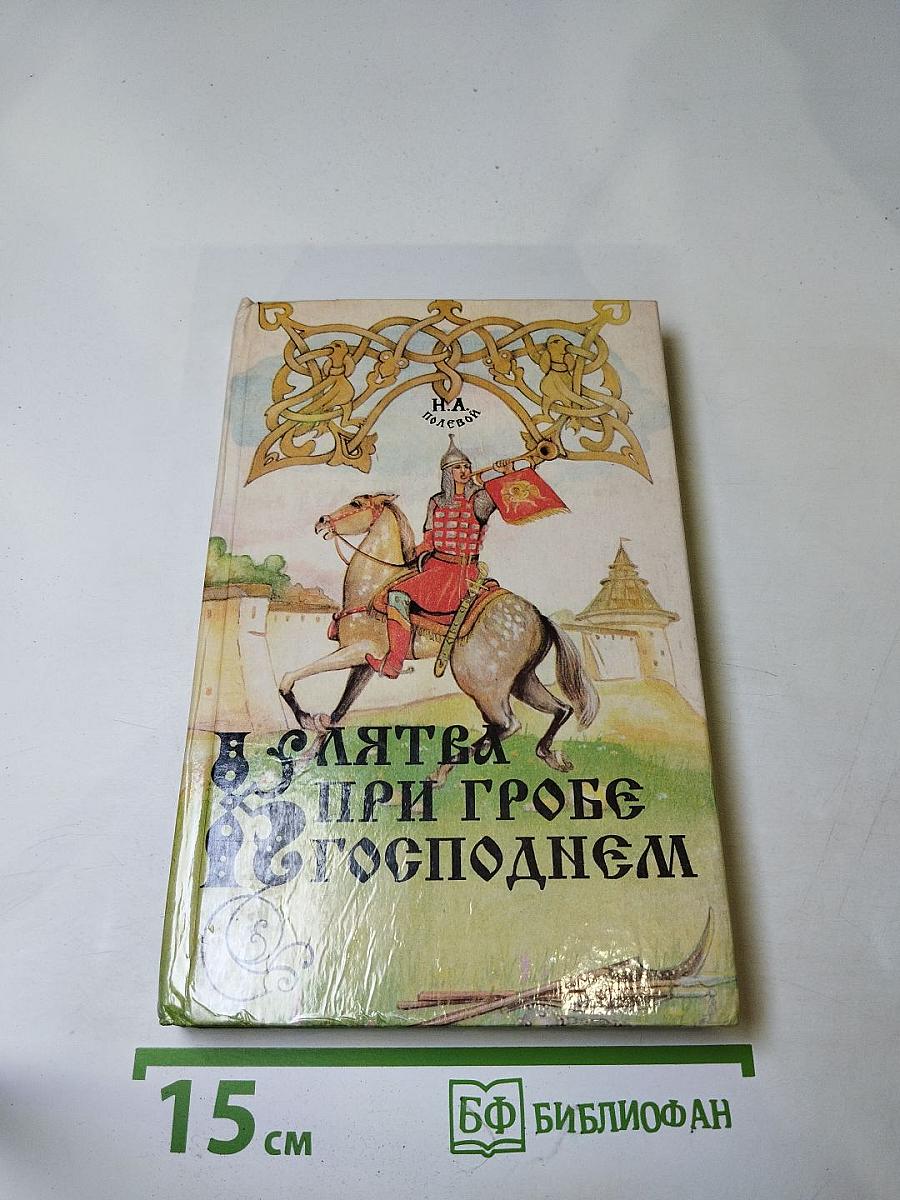 Н.А.
ПОЛЕВОЙ
КЛЯТВА
ПРИ ГРОБЕ
ГОСПОДНЕМ
15 см
БФ БИБЛИОФАН